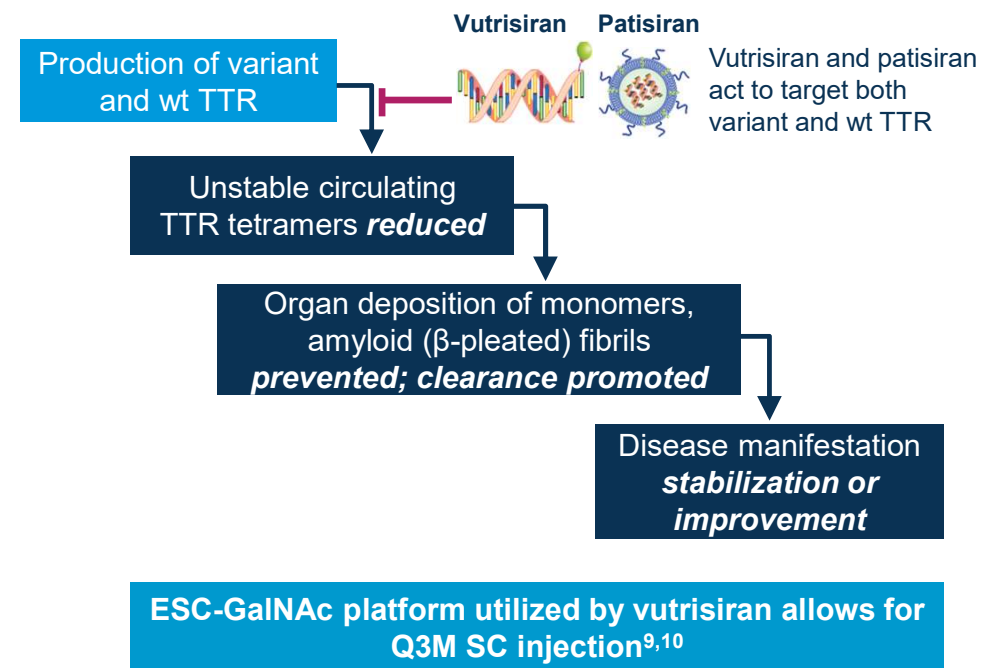 Vutrisiran
Patisiran
Production of variant
and wt TTR
Vutrisiran and patisiran
act to target both
variant and wt TTR
Unstable circulating
TTR tetramers reduced
Organ deposition of monomers,
amyloid (β-pleated) fibrils
prevented; clearance promoted
Disease manifestation
stabilization or
improvement
ESC-GalNAc platform utilized by vutrisiran allows for
Q3M SC injection9,10